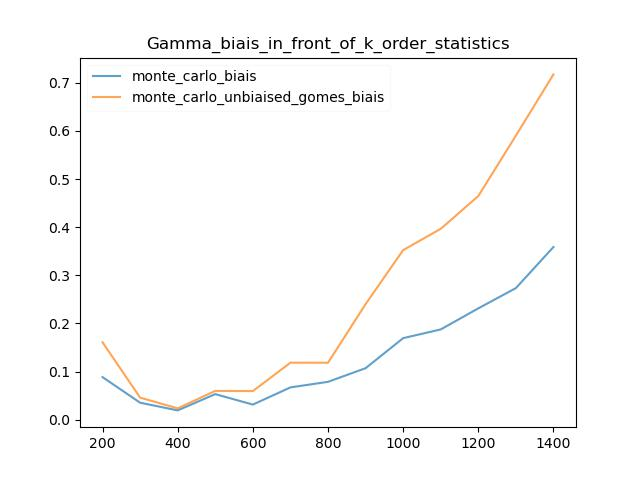 Gamma_biais_in_front_of_k_order_statistics
monte_carlo_biais
monte_carlo_unbiaised_gomes_biais
0.7
0.6
0.5
0.4
0.3
0.2
0.1
0.0
200 400 600 800 1000 1200 1400